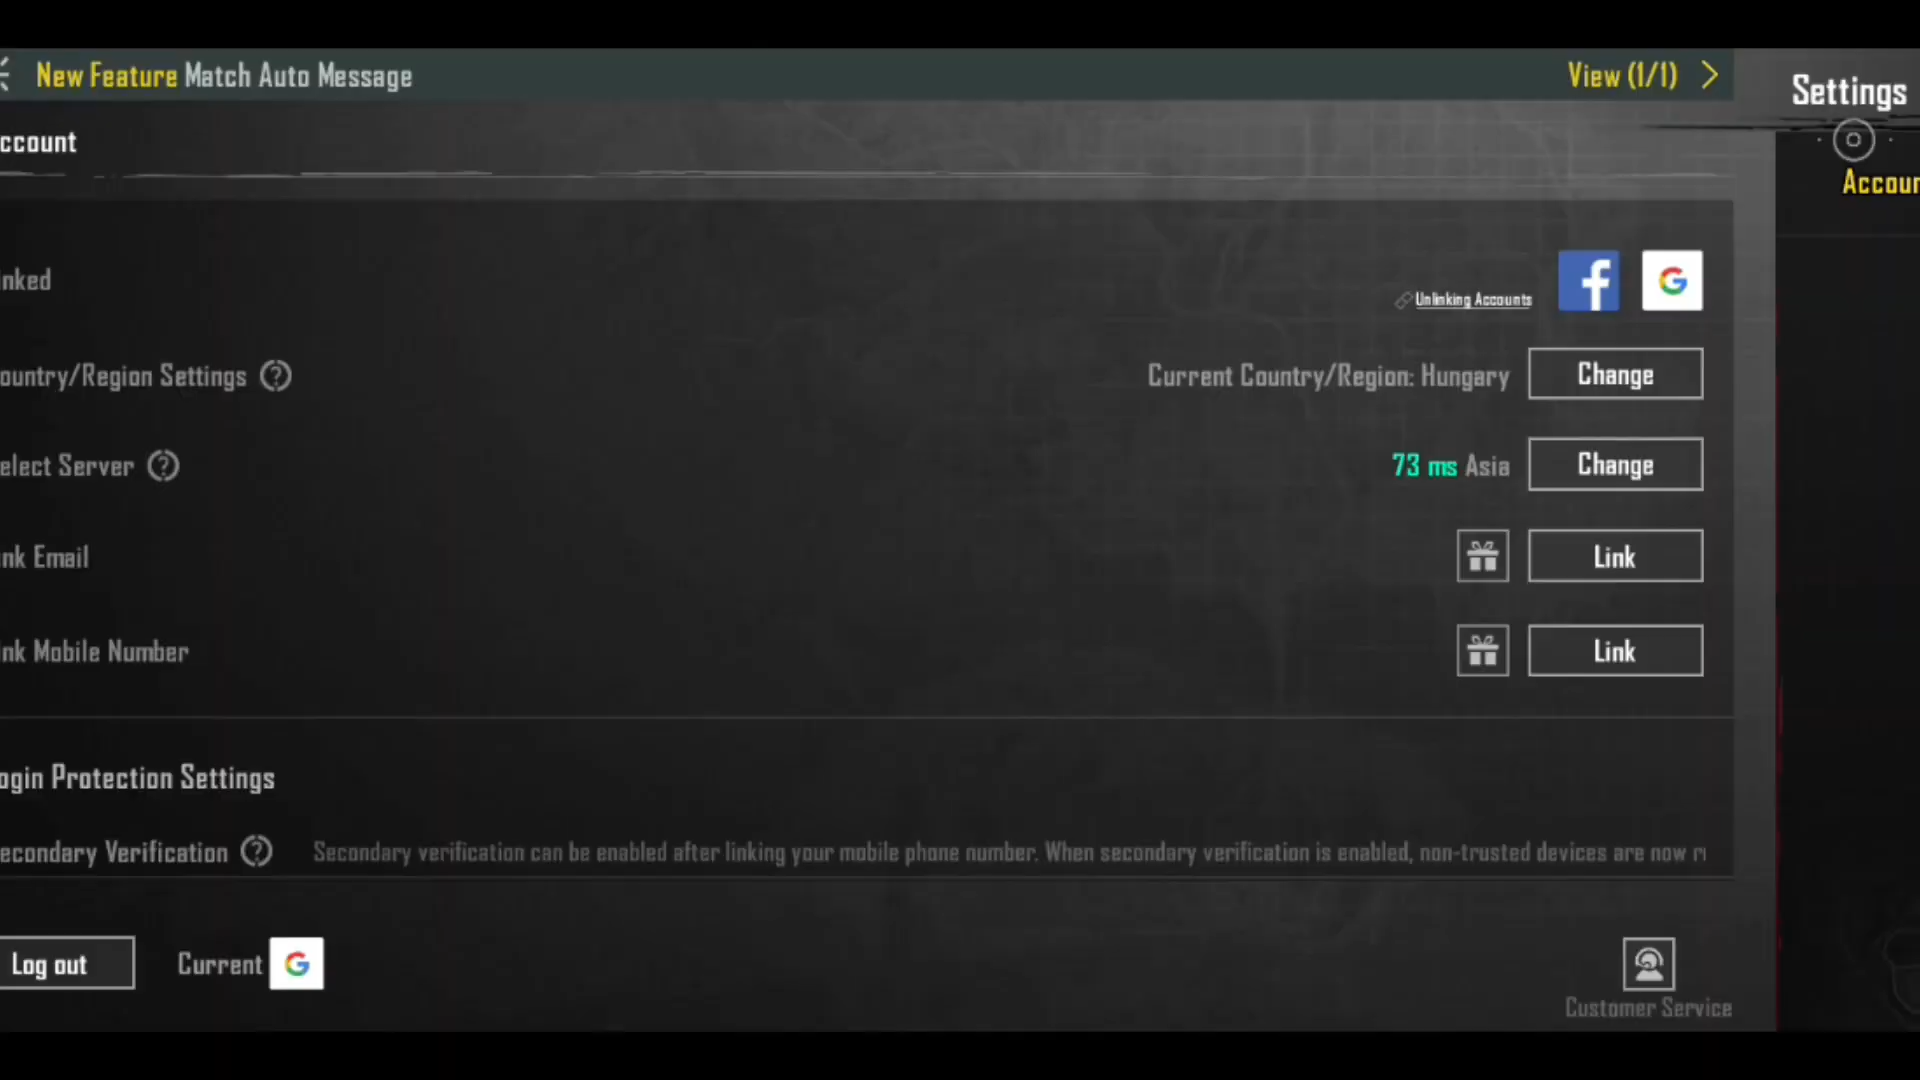 New Feature Match Auto Message
View (1/1)
Settings
ccount
Accoun
nked
Unlinking Accounts
ountry/Region Settings
Current Country/Region: Hungary
Change
elect Server
73 ms Asia
Change
nk Email
Link
nk Mobile Number
Link
ogin Protection Settings
econdary Verification
Secondary verification can be enabled after linking your mobile phone number. When secondary verification is enabled, non-trusted devices are now r
Log out
Current
Customer Service